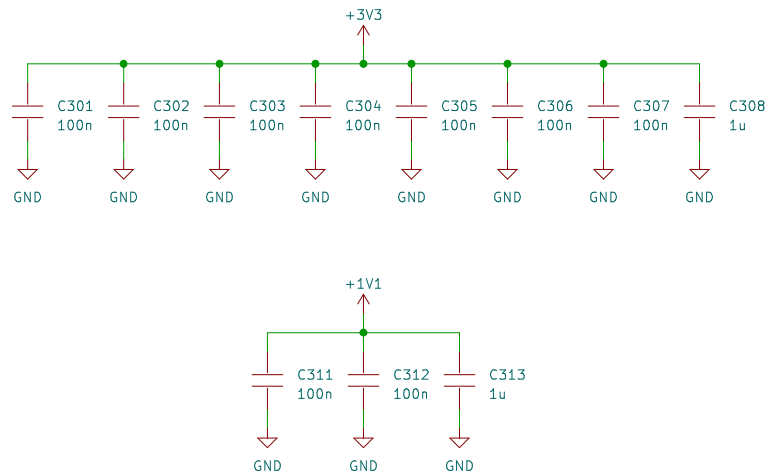 +3V3
C301 C302 C303 C304 C305 C306 C307 C308
100n 100n 100n 100n 100n 100n 100n 1u
GND GND GND GND GND GND GND GND
+1V1
C311 C312 C313
100n 100n 1u
GND GND GND